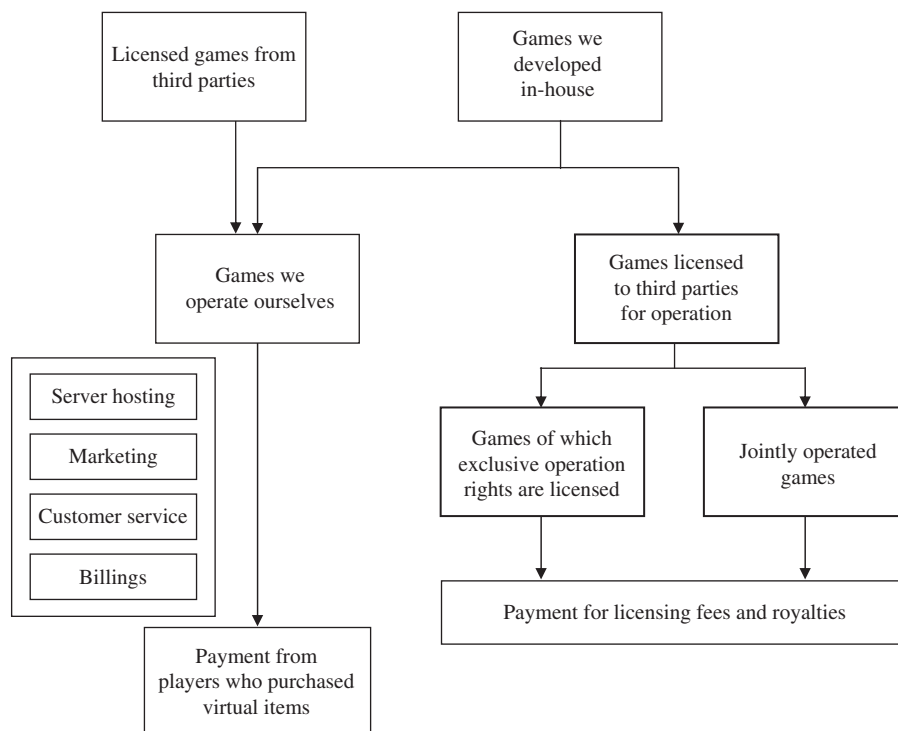 Licensed games from
third parties
Games we
developed
in-house
Games we
operate ourselves
Games licensed
to third parties
for operation
Server hosting
Marketing
Customer service
Billings
Games of which
exclusive operation
rights are licensed
Jointly operated
games
Payment for licensing fees and royalties
Payment from
players who purchased
virtual items